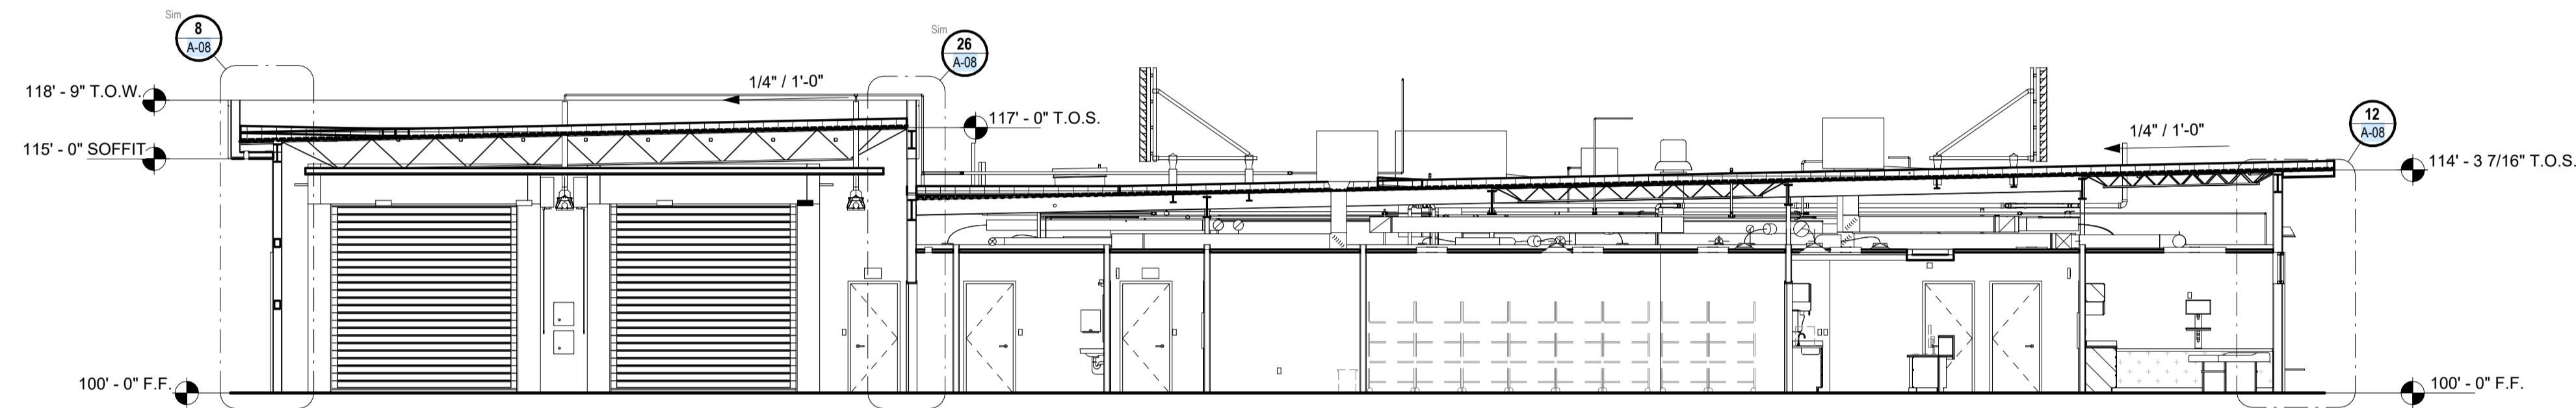 Sim
8
A-08
Sim
26
A-08
118' - 9" T.O.W.
1/4" / 1'-0"
117' - 0" T.O.S.
12
A-08
1/4" / 1'-0"
115' - 0" SOFFIT
114' - 3 7/16" T.O.S.
100' - 0" F.F.
100' - 0" F.F.